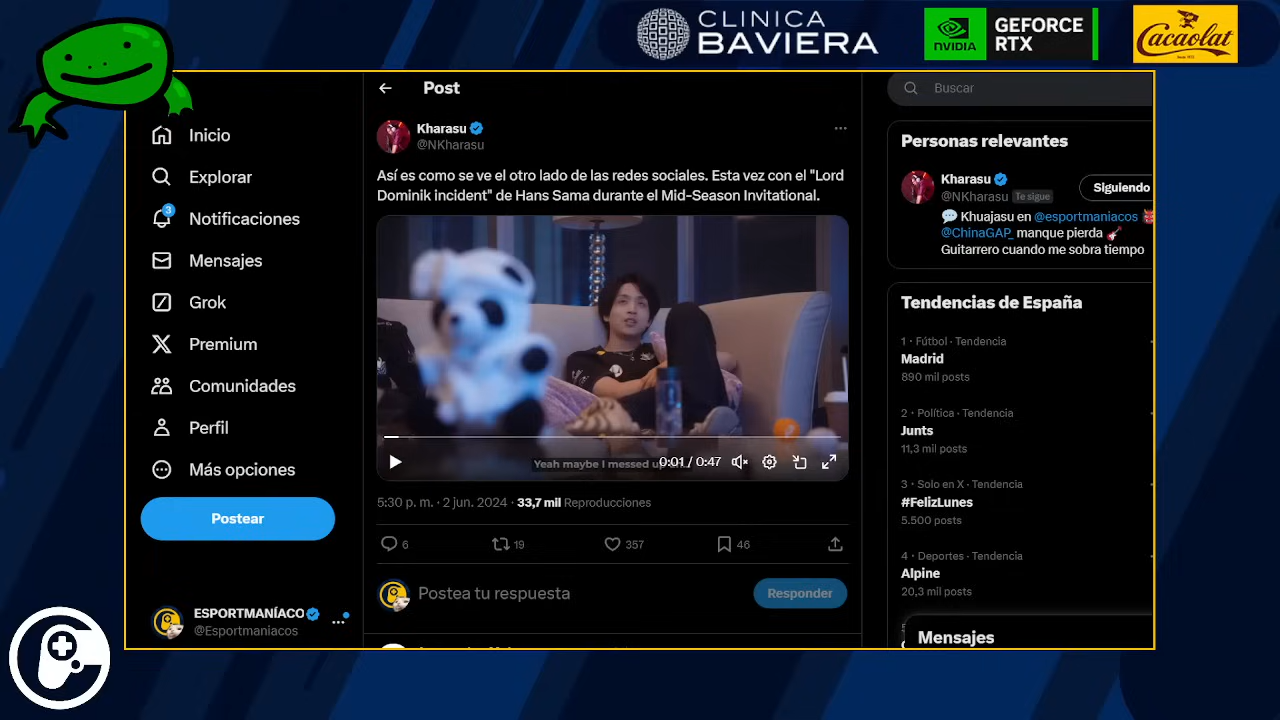 CLINICA
BAVIERA
NVIDIA
GEFORCE
RTX
Cacaolat
Post
Buscar
Inicio
Explorar
3
Notificaciones
Mensajes
Grok
Premium
Comunidades
Perfil
Más opciones
Postear
ESPORTMANÍACO
@Esportmaniacos
Kharasu
@NKharasu
Así es como se ve el otro lado de las redes sociales. Esta vez con el "Lord
Dominik incident" de Hans Sama durante el Mid-Season Invitational.
Yeah maybe I messed
0:01 / 0:47
5:30 p. m. · 2 jun. 2024 · 33,7 mil Reproducciones
6 19 357 46
Postea tu respuesta
Responder
Personas relevantes
Kharasu
@NKharasu Te sigue
Siguiendo
Khuajasu en @esportmaniacos
@ChinaGAP_ manque pierda
Guitarrero cuando me sobra tiempo
Tendencias de España
1 · Fútbol · Tendencia
Madrid
890 mil posts
2 · Política · Tendencia
Junts
11,3 mil posts
3 · Solo en X · Tendencia
#FelizLunes
5.500 posts
4 · Deportes · Tendencia
Alpine
20,3 mil posts
Mensajes